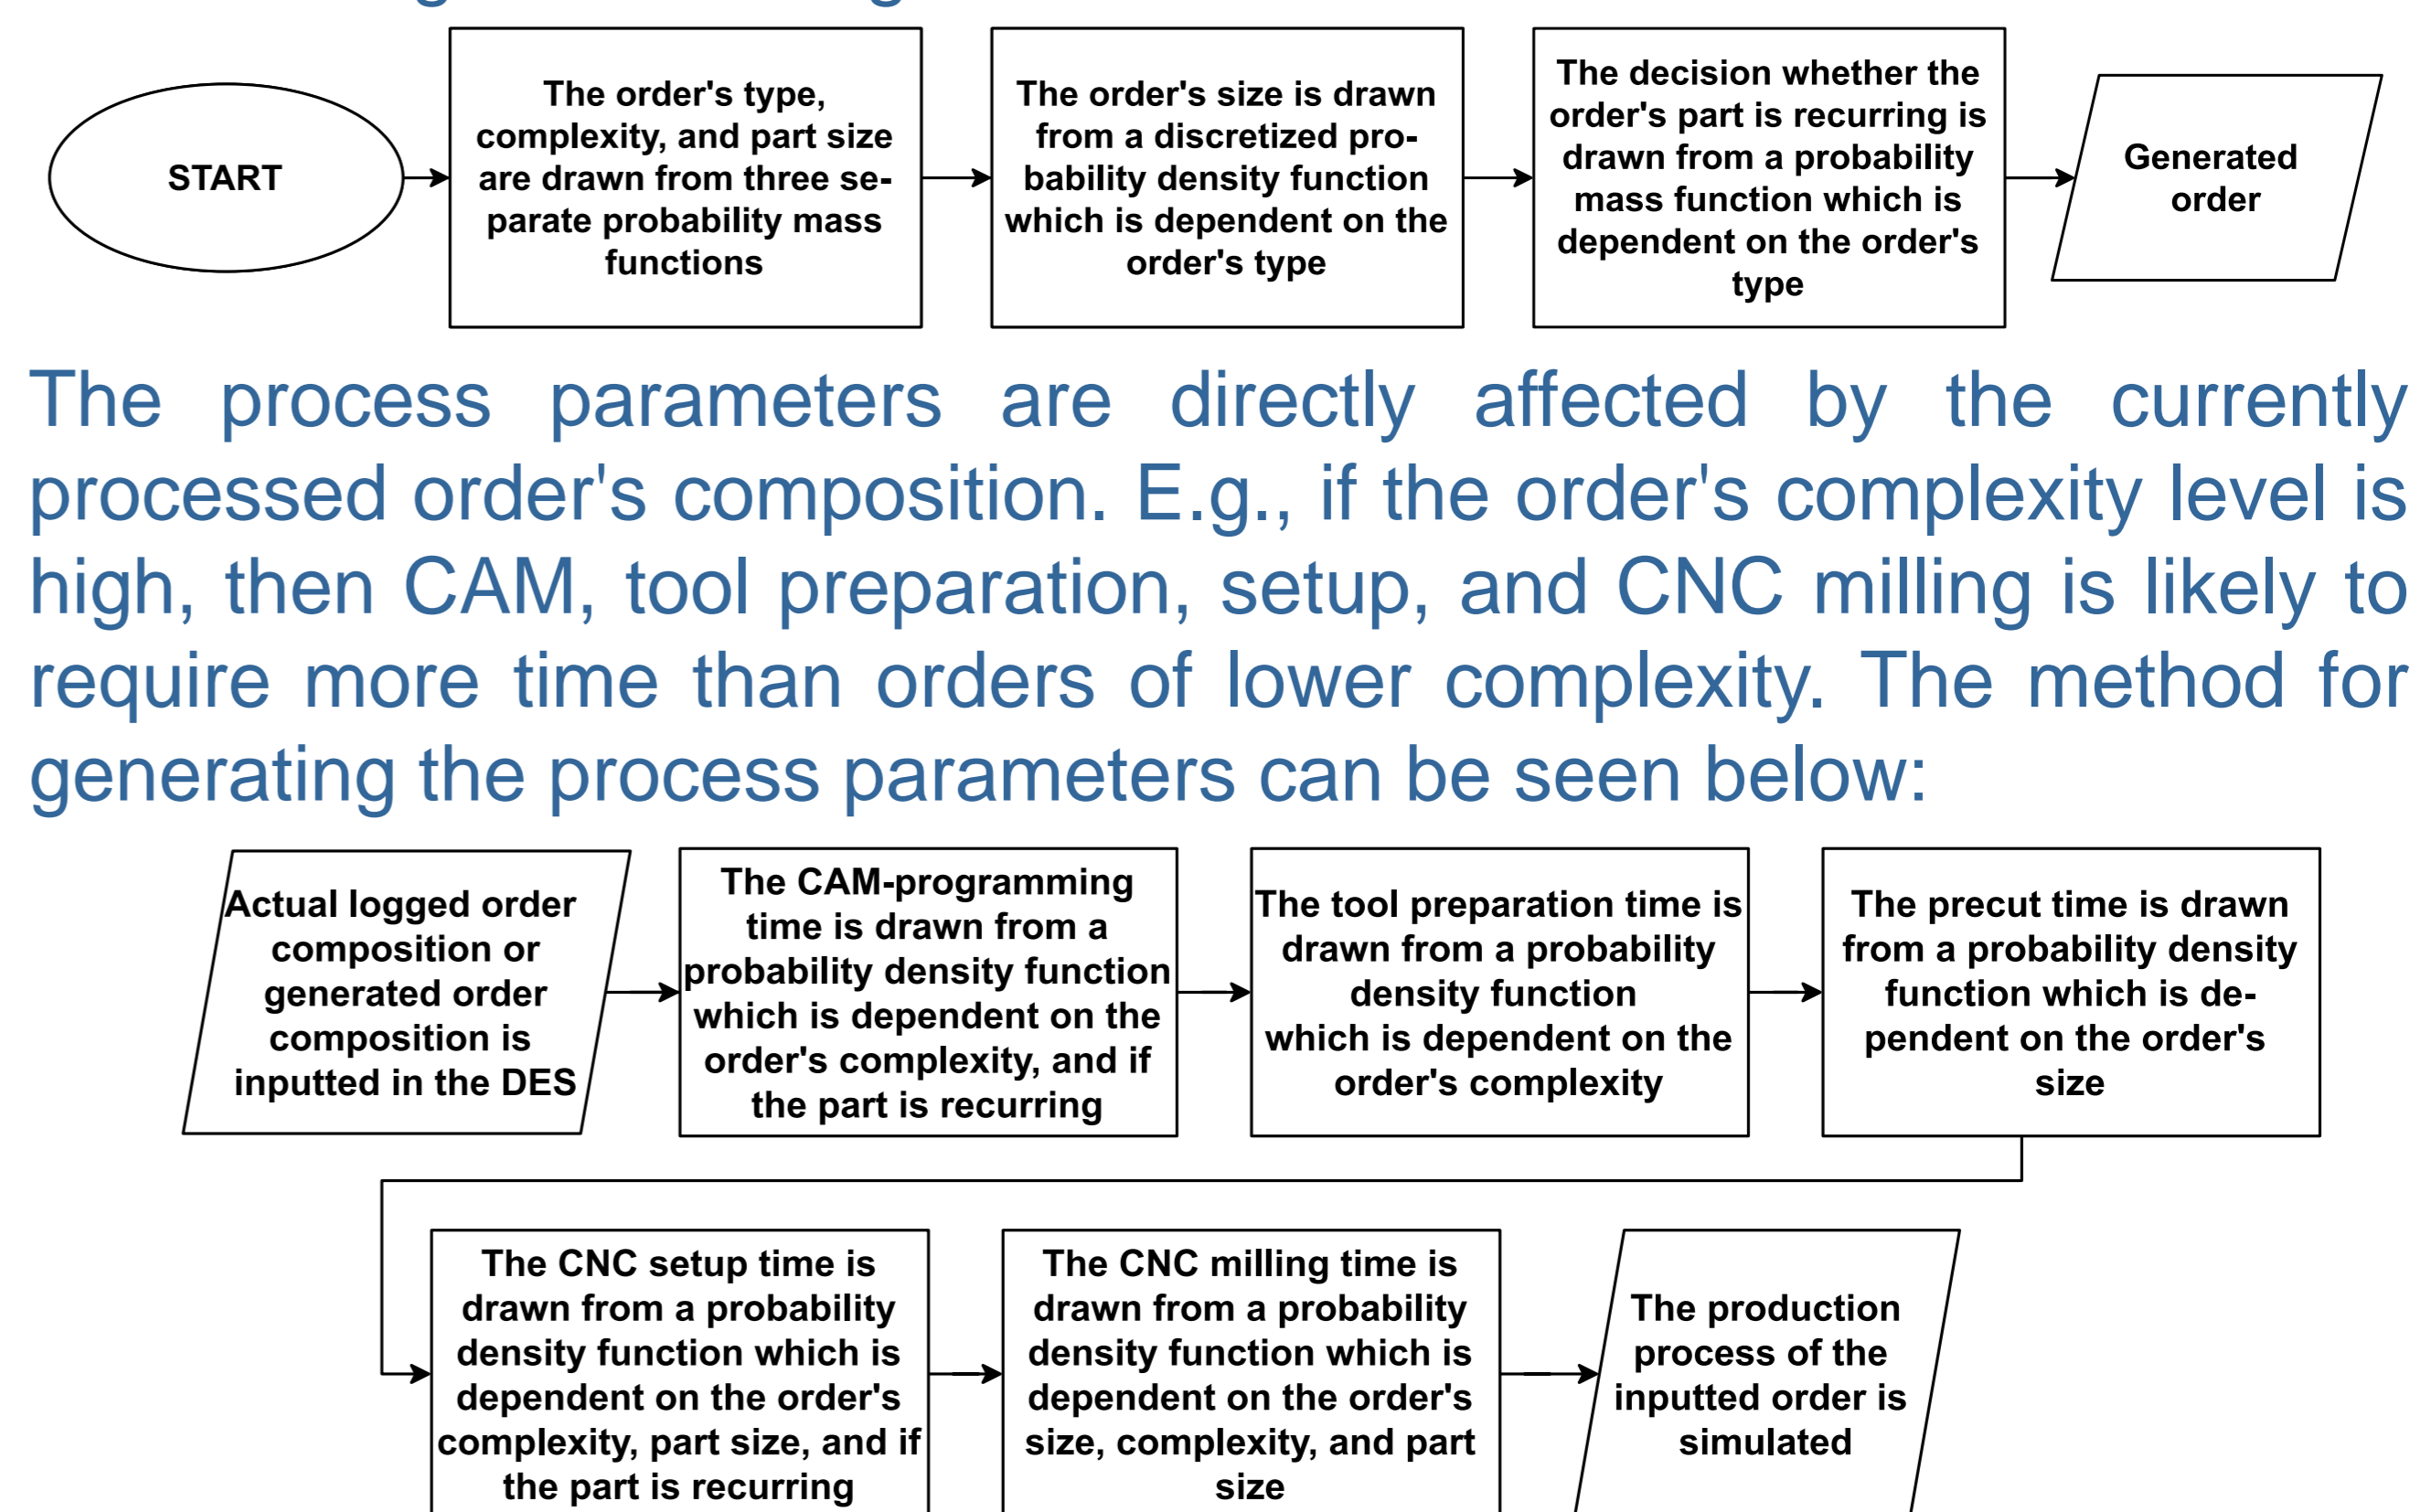 START
The order's type,
complexity, and part size
are drawn from three se-
parate probability mass
functions
The order's size is drawn
from a discretized pro-
bability density function
which is dependent on the
order's type
The decision whether the
order's part is recurring is
drawn from a probability
mass function which is
dependent on the order's
type
Generated
order
The process parameters are directly affected by the currently
processed order's composition. E.g., if the order's complexity level is
high, then CAM, tool preparation, setup, and CNC milling is likely to
require more time than orders of lower complexity. The method for
generating the process parameters can be seen below:
Actual logged order
composition or
generated order
composition is
inputted in the DES
The CAM-programming
time is drawn from a
probability density function
which is dependent on the
order's complexity, and if
the part is recurring
The tool preparation time is
drawn from a probability
density function
which is dependent on the
order's complexity
The precut time is drawn
from a probability density
function which is de-
pendent on the order's
size
The CNC setup time is
drawn from a probability
density function which is
dependent on the order's
complexity, part size, and if
the part is recurring
The CNC milling time is
drawn from a probability
density function which is
dependent on the order's
size, complexity, and part
size
The production
process of the
inputted order is
simulated